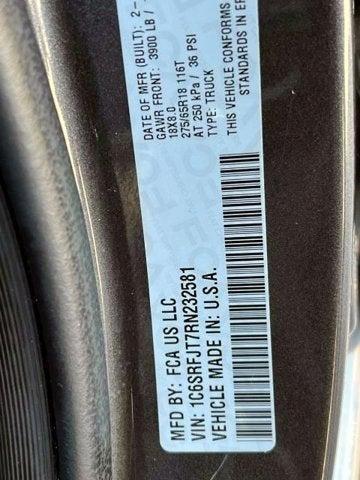 MFD BY: FCA US LLC
VIN: 1C6SRFJT7RN232581
VEHICLE MADE IN: U.S.A.
DATE OF MFR (BUILT): 2-
GAWR FRONT: 3900 LB /
18X8.0
275/65R18 116T
AT 250 kPa / 36 PSI
TYPE: TRUCK
THIS VEHICLE CONFORMS
STANDARDS IN